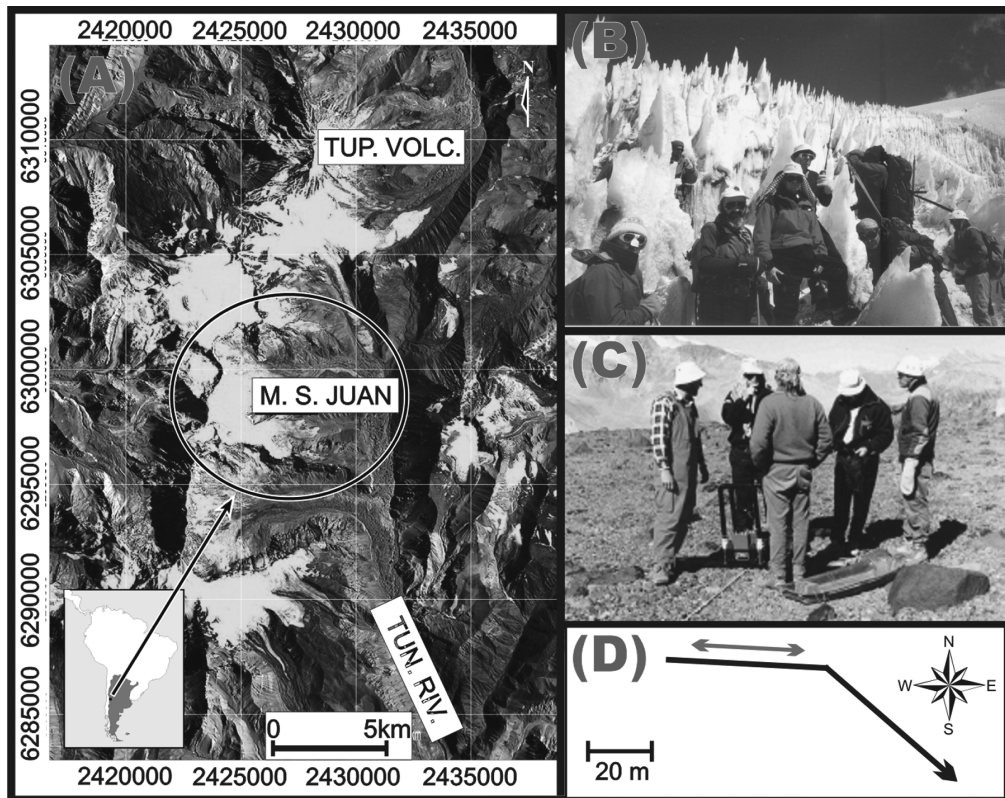 2420000 2425000 2430000 2435000
(A)
N
6310000
TUP. VOLC.
6305000
6300000
M. S. JUAN
6295000
6290000
TUN. RIV.
6285000
0 5km
2420000 2425000 2430000 2435000
(B)
(C)
(D)
N
W E
S
20 m